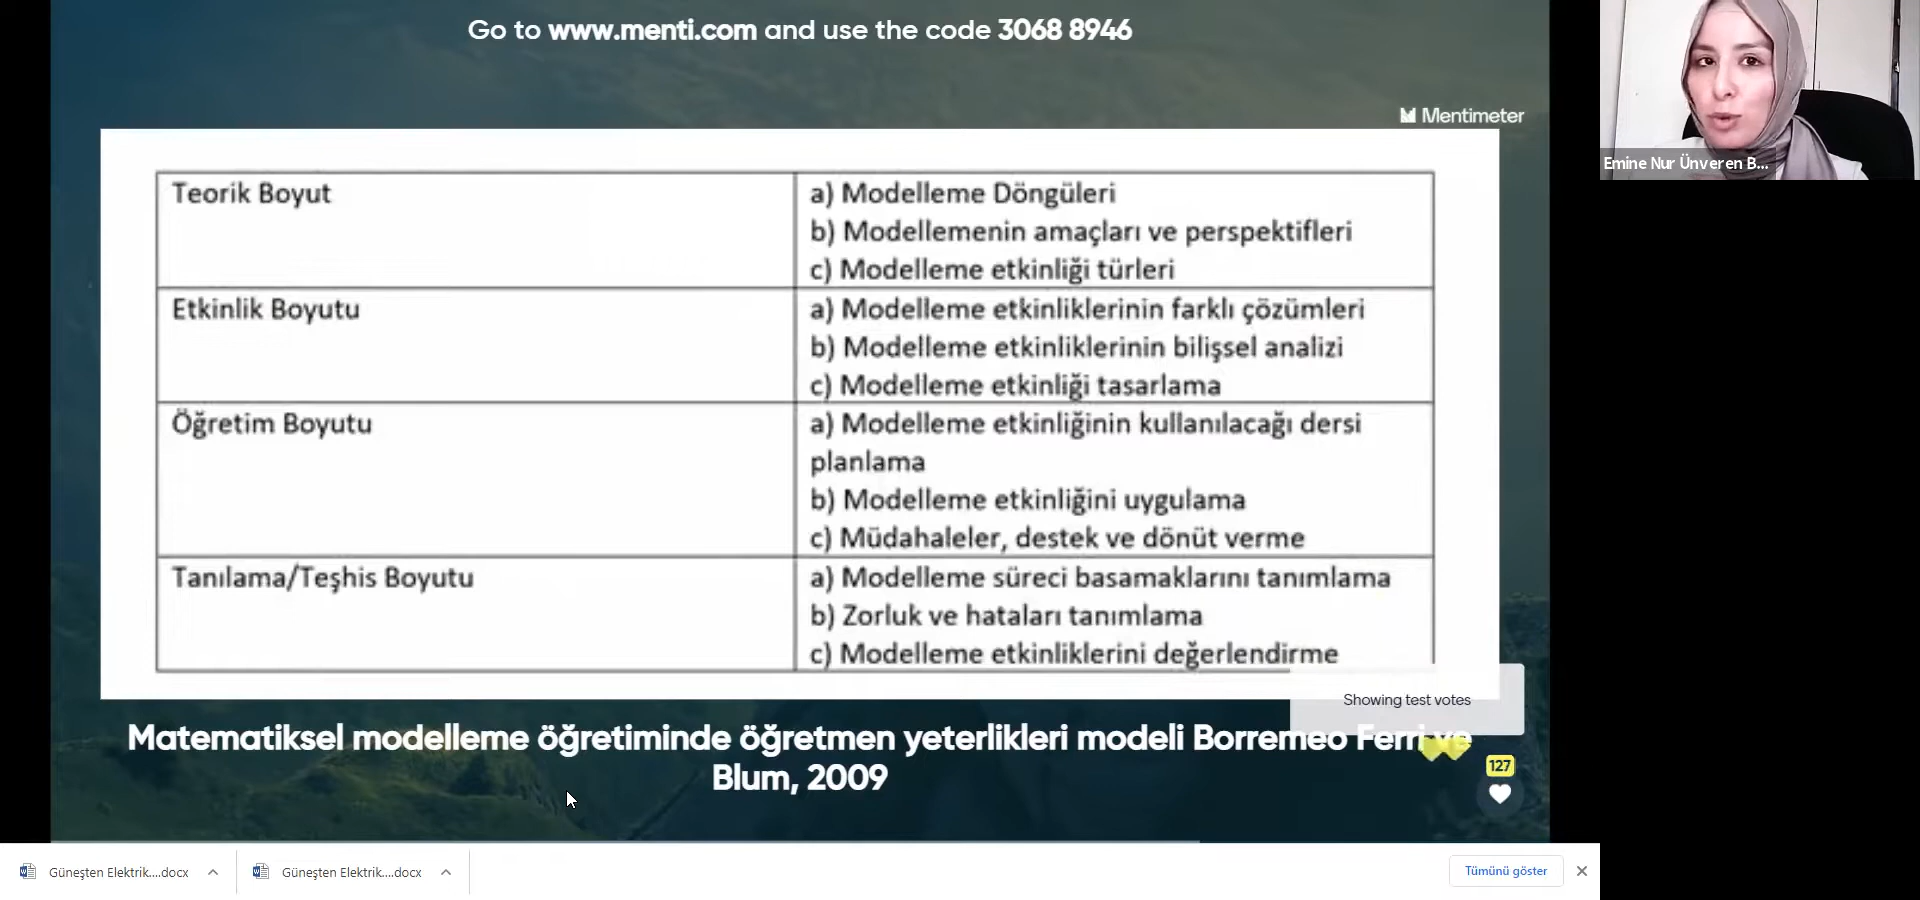 Go to www.menti.com and use the code 3068 8946
Mentimeter
Emine Nur Ünveren B...
Teorik Boyut
a) Modelleme Döngüleri
b) Modellemenin amaçları ve perspektifleri
c) Modelleme etkinliği türleri
Etkinlik Boyutu
a) Modelleme etkinliklerinin farklı çözümleri
b) Modelleme etkinliklerinin bilişsel analizi
c) Modelleme etkinliği tasarlama
Öğretim Boyutu
a) Modelleme etkinliğinin kullanılacağı dersi
planlama
b) Modelleme etkinliğini uygulama
c) Müdahaleler, destek ve dönüt verme
Tanılama/Teşhis Boyutu
a) Modelleme süreci basamaklarını tanımlama
b) Zorluk ve hataları tanımlama
c) Modelleme etkinliklerini değerlendirme
Showing test votes
Matematiksel modelleme öğretiminde öğretmen yeterlikleri modeli Borremeo Ferri ve
Blum, 2009
127
Güneşten Elektrik....docx
Güneşten Elektrik....docx
Tümünü göster